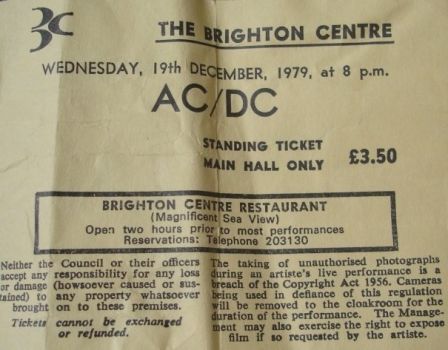 THE BRIGHTON CENTRE
WEDNESDAY, 19th DECEMBER, 1979, at 8 p.m.
AC/DC
STANDING TICKET
MAIN HALL ONLY £3.50
BRIGHTON CENTRE RESTAURANT
(Magnificent Sea View)
Open two hours prior to most performances
Reservations: Telephone 203130
Neither the Council or their officers
accept any responsibility for any loss
or damage (howsoever caused or sus-
tained) to any property whatsoever
brought on to these premises.
Tickets cannot be exchanged
or refunded.
The taking of unauthorised photographs
during an artiste's live performance is a
breach of the Copyright Act 1956. Cameras
being used in defiance of this regulation
will be removed to the cloakroom for the
duration of the performance. The Manage-
ment may also exercise the right to expose
film if so requested by the artiste.